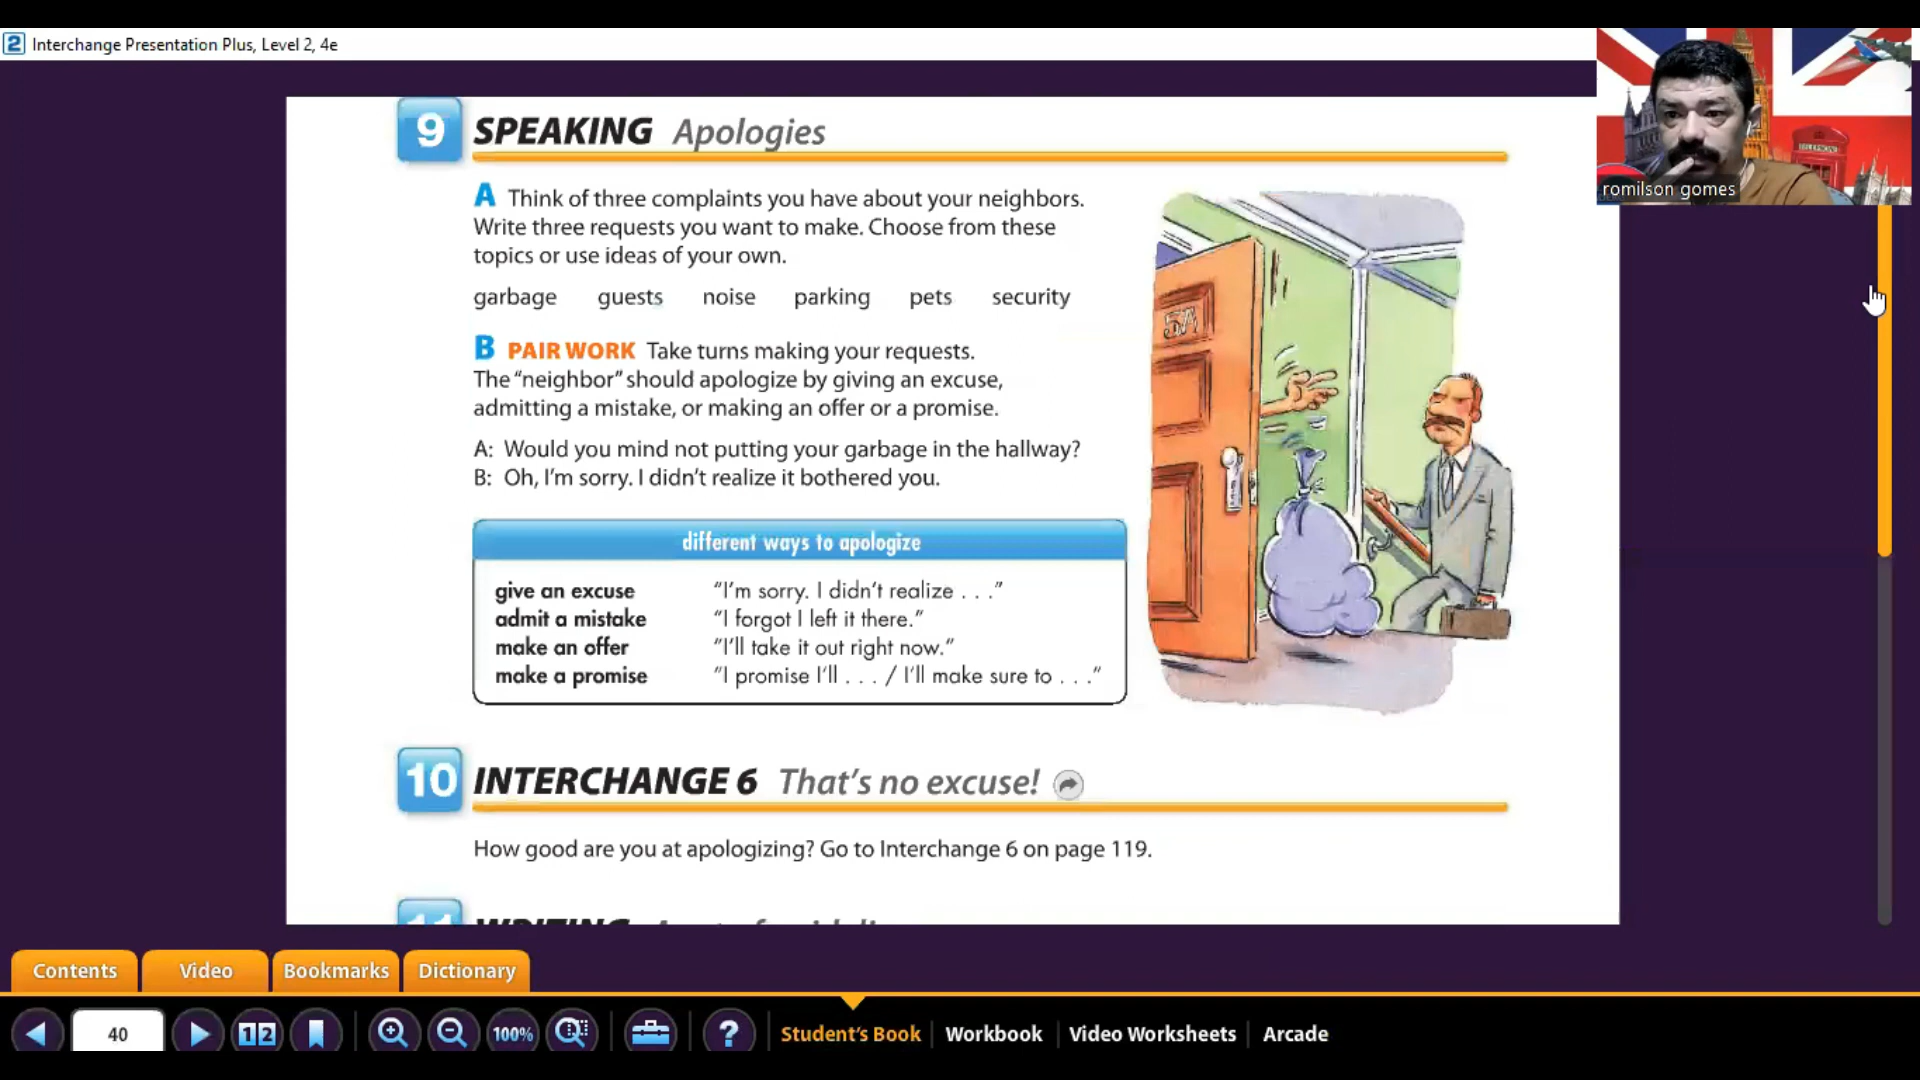 2 Interchange Presentation Plus, Level 2, 4e
romilson gomes
TELEPHONE
9 SPEAKING Apologies
A Think of three complaints you have about your neighbors.
Write three requests you want to make. Choose from these
topics or use ideas of your own.
garbage guests noise parking pets security
B PAIR WORK Take turns making your requests.
The “neighbor” should apologize by giving an excuse,
admitting a mistake, or making an offer or a promise.
A: Would you mind not putting your garbage in the hallway?
B: Oh, I’m sorry. I didn’t realize it bothered you.
different ways to apologize
give an excuse “I’m sorry. I didn’t realize . . .”
admit a mistake “I forgot I left it there.”
make an offer “I’ll take it out right now.”
make a promise “I promise I’ll . . . / I’ll make sure to . . .”
5A
10 INTERCHANGE 6 That’s no excuse!
How good are you at apologizing? Go to Interchange 6 on page 119.
11 WRITING
Contents Video Bookmarks Dictionary
40 1 2 100% ? Student’s Book Workbook Video Worksheets Arcade